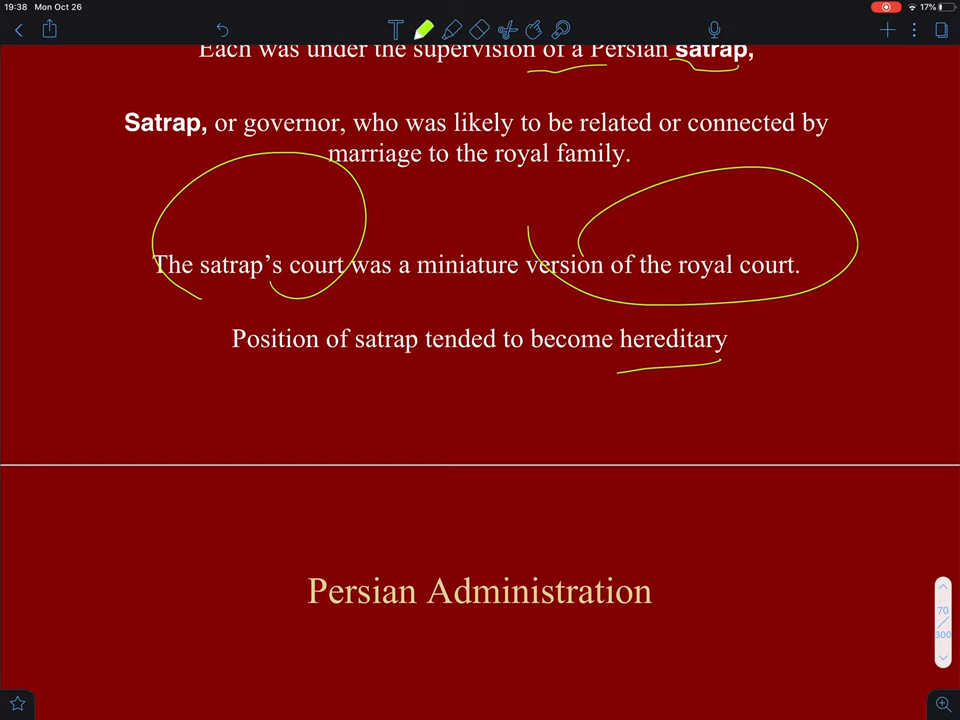 19:38 Mon Oct 26
17%
Each was under the supervision of a Persian satrap,
Satrap, or governor, who was likely to be related or connected by
marriage to the royal family.
The satrap’s court was a miniature version of the royal court.
Position of satrap tended to become hereditary
Persian Administration
70
/
300